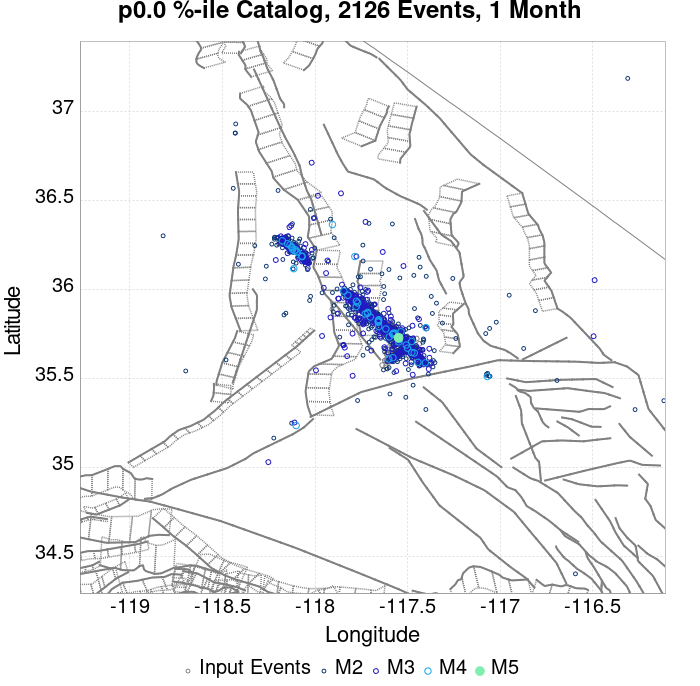 p0.0 %-ile Catalog, 2126 Events, 1 Month
Latitude
37
36.5
36
35.5
35
34.5
-119
-118.5
-118
-117.5
-117
-116.5
Longitude
Input Events
M2
M3
M4
M5